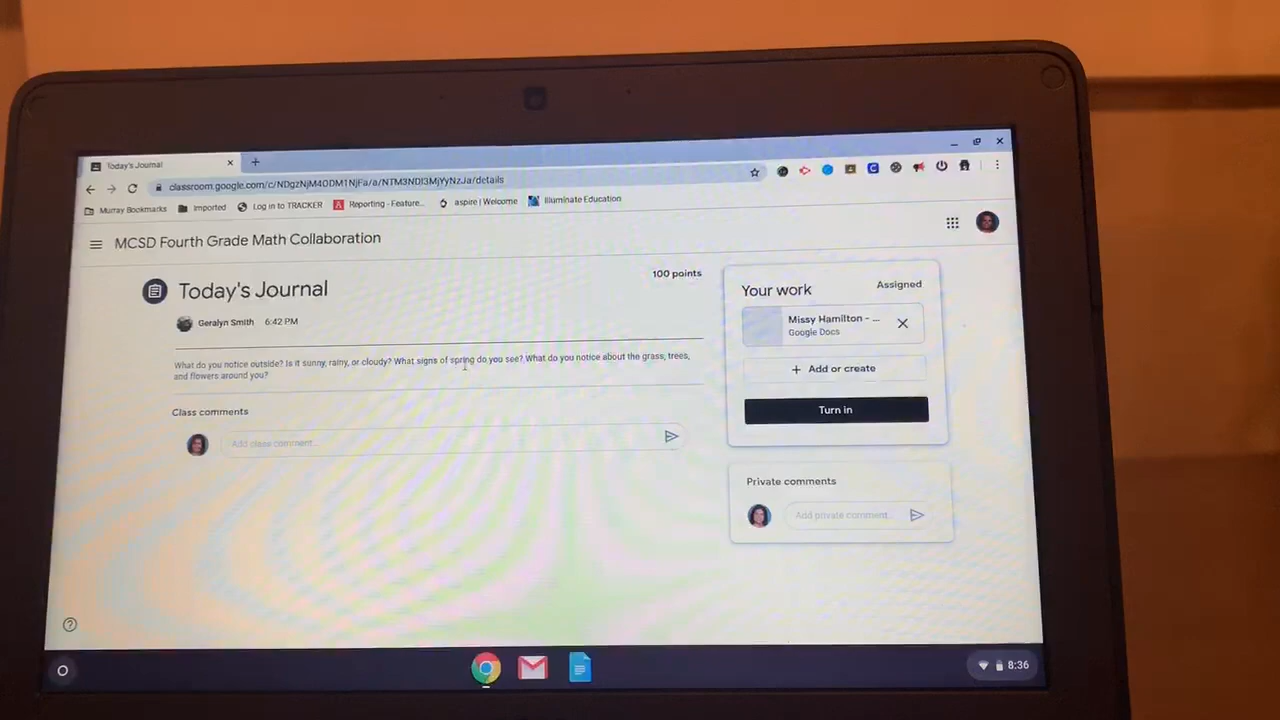 Today's Journal
classroom.google.com/c/NDgzNjM4ODM1NjFa/a/NTM3NDI3MjYyNzJa/details
Murray Bookmarks Imported Log in to TRACKER Reporting - Feature... aspire | Welcome Illuminate Education
MCSD Fourth Grade Math Collaboration
Today's Journal
100 points
Geralyn Smith 6:42 PM
What do you notice outside? Is it sunny, rainy, or cloudy? What signs of spring do you see? What do you notice about the grass, trees,
and flowers around you?
Class comments
Add class comment...
Your work Assigned
Missy Hamilton - ...
Google Docs
+ Add or create
Turn in
Private comments
Add private comment...
8:36